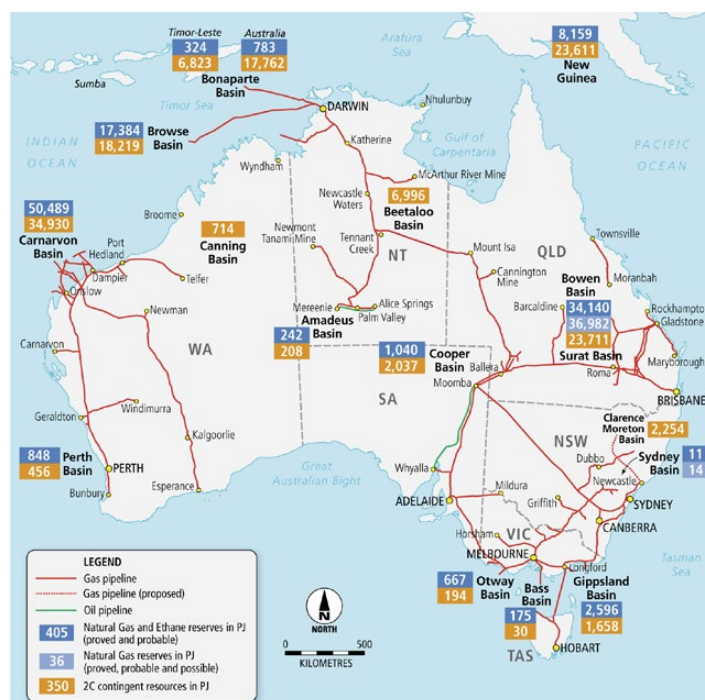 Timor-Leste
324
6,823
Australia
783
17,762
Bonaparte
Basin
8,159
23,611
New
Guinea
Arafura
Sea
Sumba
Timor Sea
DARWIN
Nhulunbuy
17,384
18,219
Browse
Basin
Katherine
Gulf of
Carpentaria
INDIAN
OCEAN
PACIFIC
OCEAN
Wyndham
McArthur River Mine
Newcastle
Waters
6,996
Beetaloo
Basin
50,489
34,930
Carnarvon
Basin
Broome
714
Canning
Basin
Newmont
Tanami Mine
Tennant
Creek
NT
Mount Isa
QLD
Townsville
Port
Hedland
Dampier
Onslow
Telfer
Cannington
Mine
Bowen
Basin
Moranbah
Newman
Mereenie
Alice Springs
Palm Valley
Barcaldine
34,140
36,982
23,711
Surat Basin
Rockhampton
Gladstone
Amadeus
Basin
242
208
1,040
2,037
Cooper
Basin
Ballera
Moomba
Roma
Maryborough
WA
Carnarvon
SA
BRISBANE
Windimurra
Geraldton
Clarence
Moreton
Basin
2,254
NSW
Kalgoorlie
848
456
Perth
Basin
PERTH
Dubbo
Sydney
Basin
11
14
Newcastle
Great
Australian Bight
Whyalla
Bunbury
Esperance
Mildura
Griffith
SYDNEY
ADELAIDE
CANBERRA
Horsham
VIC
MELBOURNE
Longford
Tasman
Sea
667
194
Otway
Basin
Bass
Basin
175
30
Gippsland
Basin
2,596
1,658
HOBART
TAS
LEGEND
Gas pipeline
Gas pipeline (proposed)
Oil pipeline
405
Natural Gas and Ethane reserves in PJ
(proved and probable)
36
Natural Gas reserves in PJ
(proved, probable and possible)
350
2C contingent resources in PJ
N
NORTH
0
500
KILOMETRES